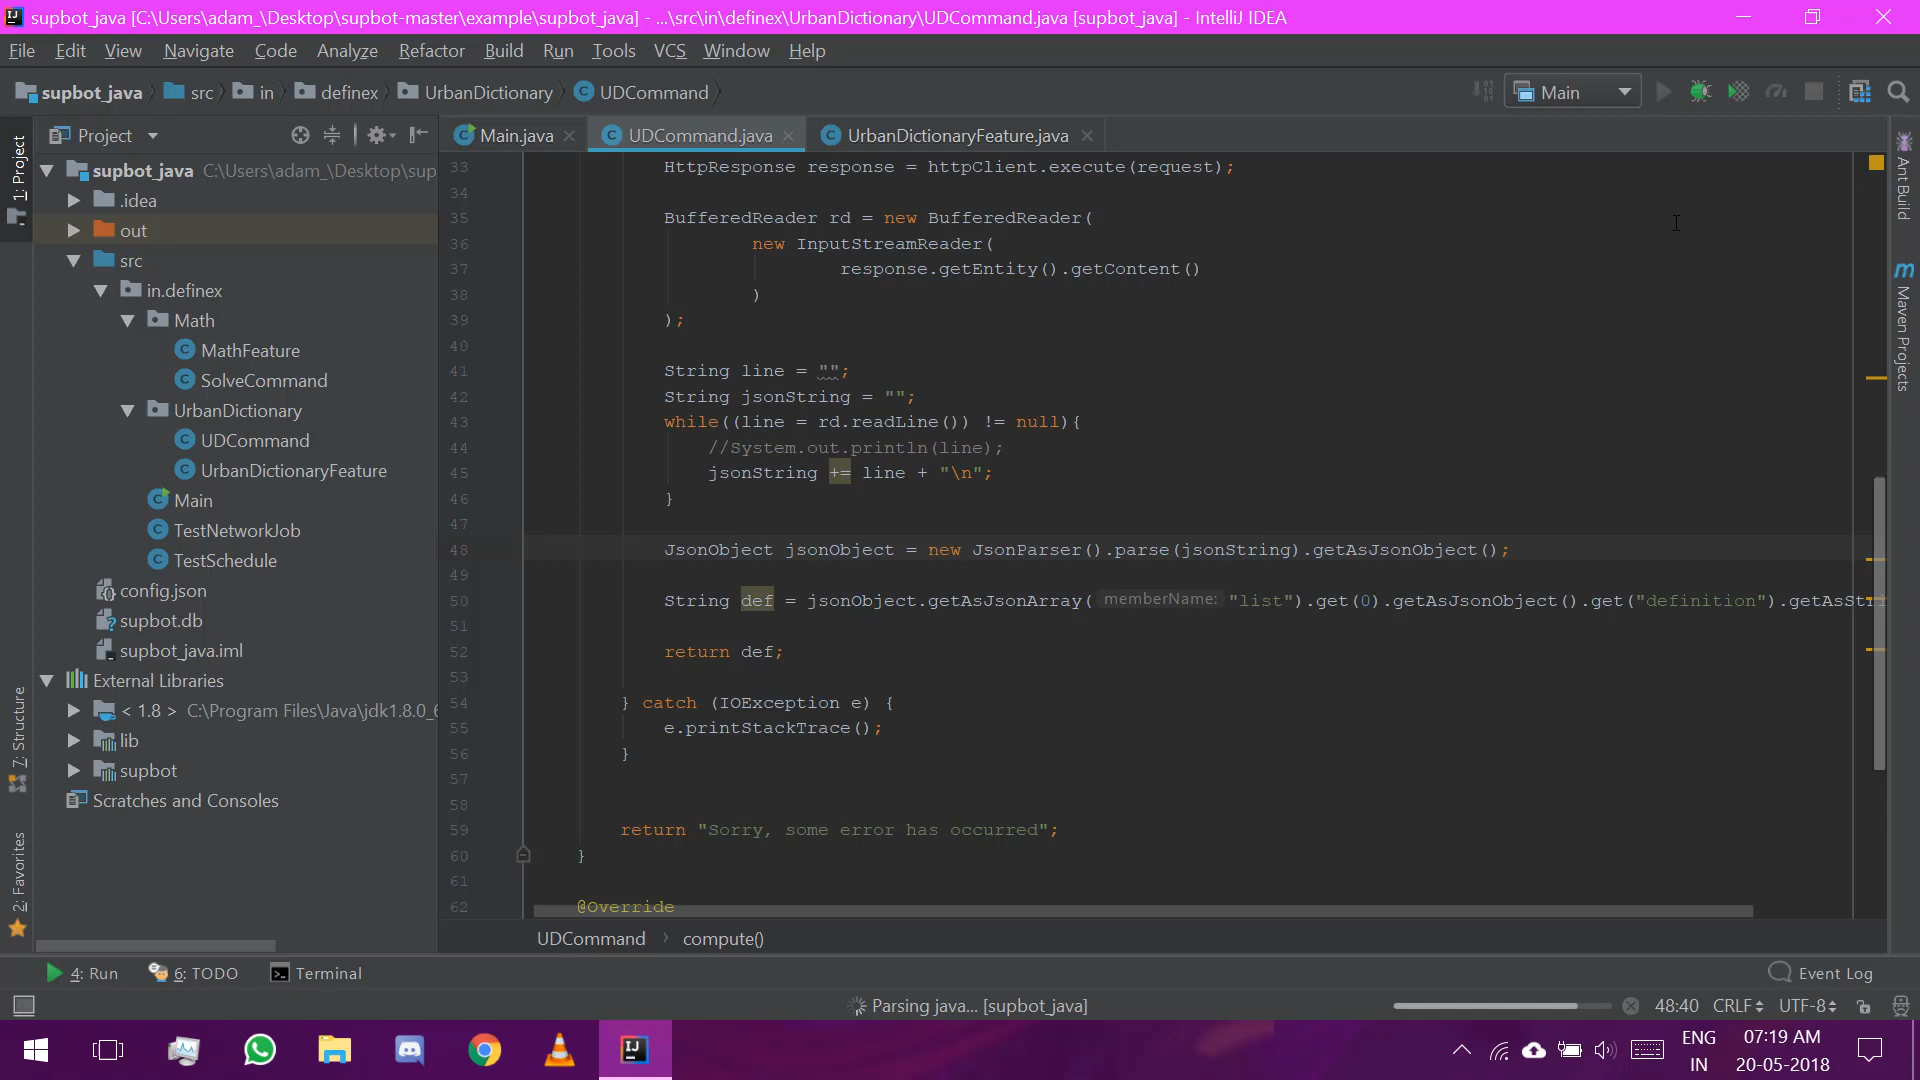 supbot_java [C:\Users\adam_\Desktop\supbot-master\example\supbot_java] - ...\src\in\definex\UrbanDictionary\UDCommand.java [supbot_java] - IntelliJ IDEA
File Edit View Navigate Code Analyze Refactor Build Run Tools VCS Window Help
supbot_java src in definex UrbanDictionary UDCommand Main
1: Project
7: Structure
2: Favorites
Project
supbot_java C:\Users\adam_\Desktop\sup
.idea
out
src
in.definex
Math
MathFeature
SolveCommand
UrbanDictionary
UDCommand
UrbanDictionaryFeature
Main
TestNetworkJob
TestSchedule
config.json
supbot.db
supbot_java.iml
External Libraries
< 1.8 > C:\Program Files\Java\jdk1.8.0_6
lib
supbot
Scratches and Consoles
Main.java UDCommand.java UrbanDictionaryFeature.java
33 HttpResponse response = httpClient.execute(request);
34
35 BufferedReader rd = new BufferedReader(
36 new InputStreamReader(
37 response.getEntity().getContent()
38 )
39 );
40
41 String line = "";
42 String jsonString = "";
43 while((line = rd.readLine()) != null){
44 //System.out.println(line);
45 jsonString += line + "\n";
46 }
47
48 JsonObject jsonObject = new JsonParser().parse(jsonString).getAsJsonObject();
49
50 String def = jsonObject.getAsJsonArray( memberName: "list").get(0).getAsJsonObject().get("definition").getAsStri
51
52 return def;
53
54 } catch (IOException e) {
55 e.printStackTrace();
56 }
57
58
59 return "Sorry, some error has occurred";
60 }
61
62 @Override
UDCommand compute()
Ant Build
Maven Projects
4: Run 6: TODO Terminal Event Log
Parsing java... [supbot_java] 48:40 CRLF UTF-8
ENG
IN
07:19 AM
20-05-2018